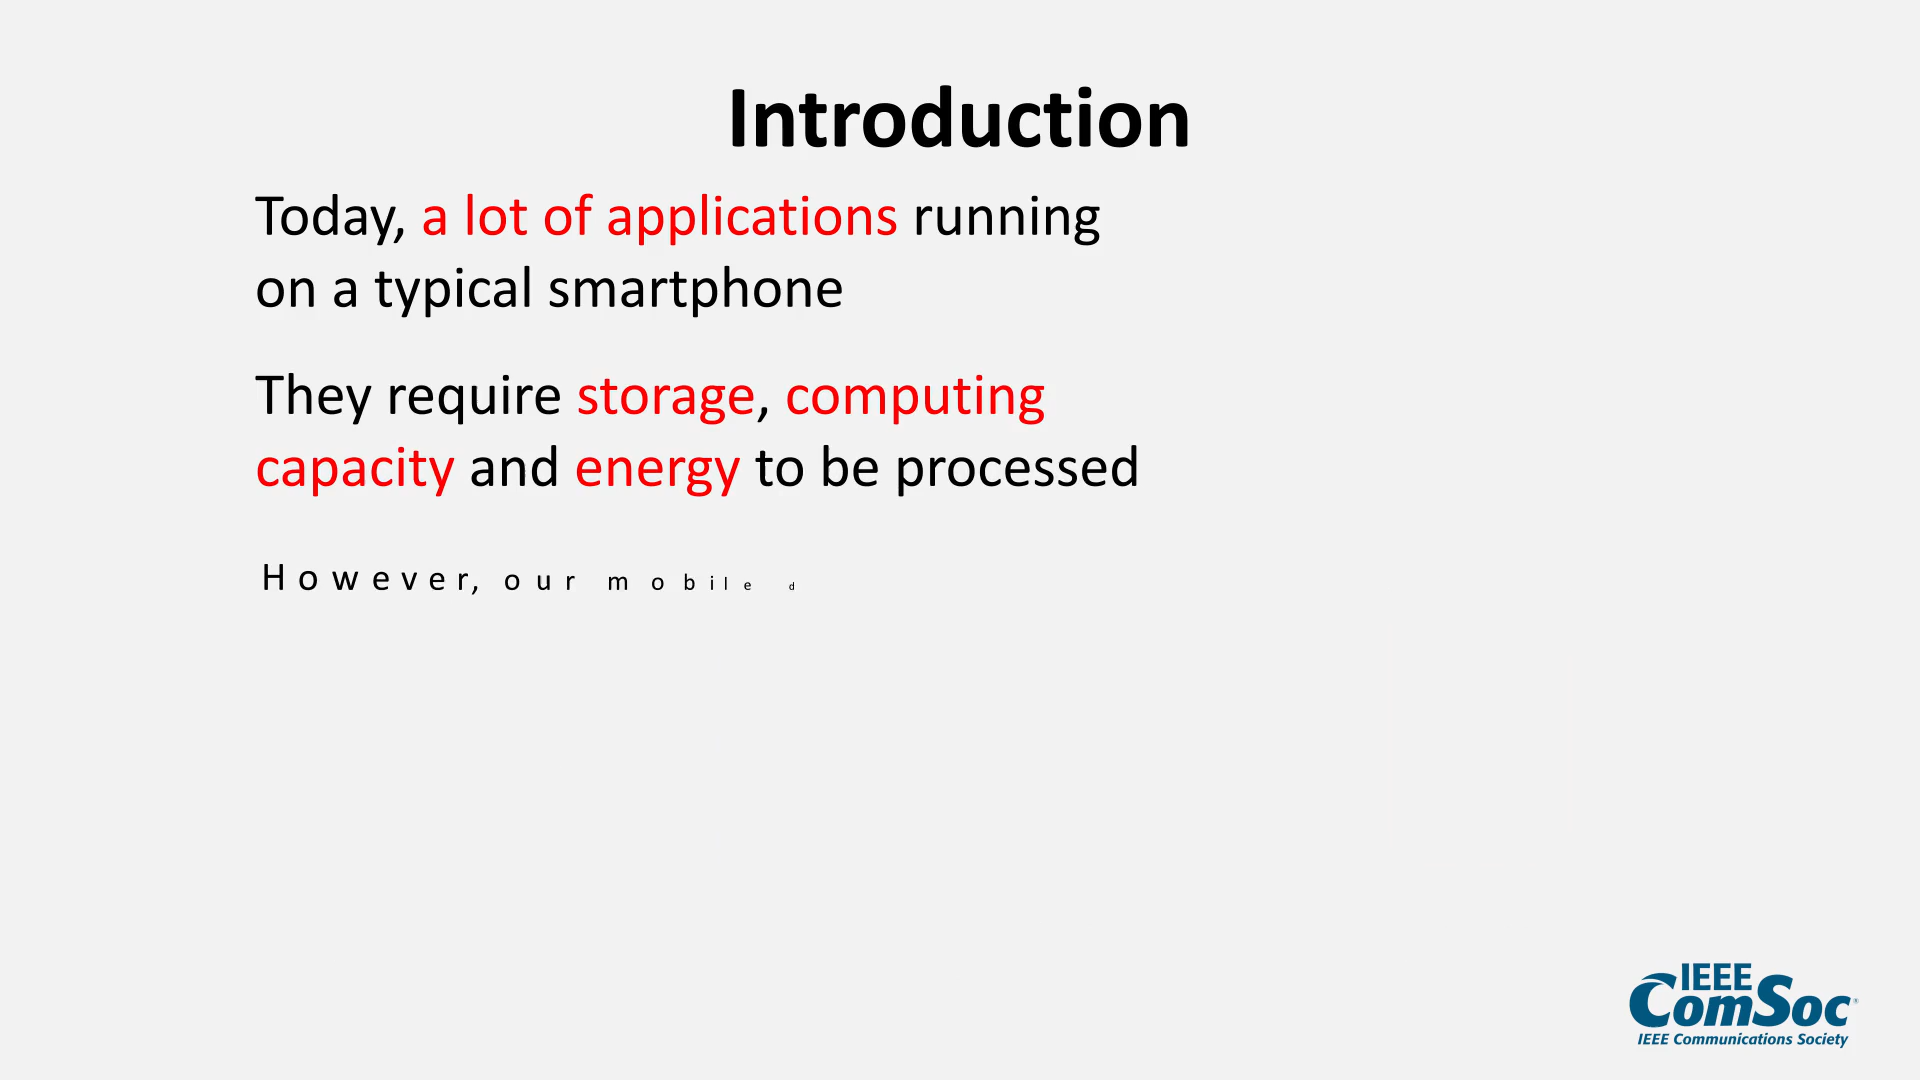 Introduction
Today, a lot of applications running
on a typical smartphone
They require storage, computing
capacity and energy to be processed
However, our mobile d
IEEE
ComSoc®
IEEE Communications Society